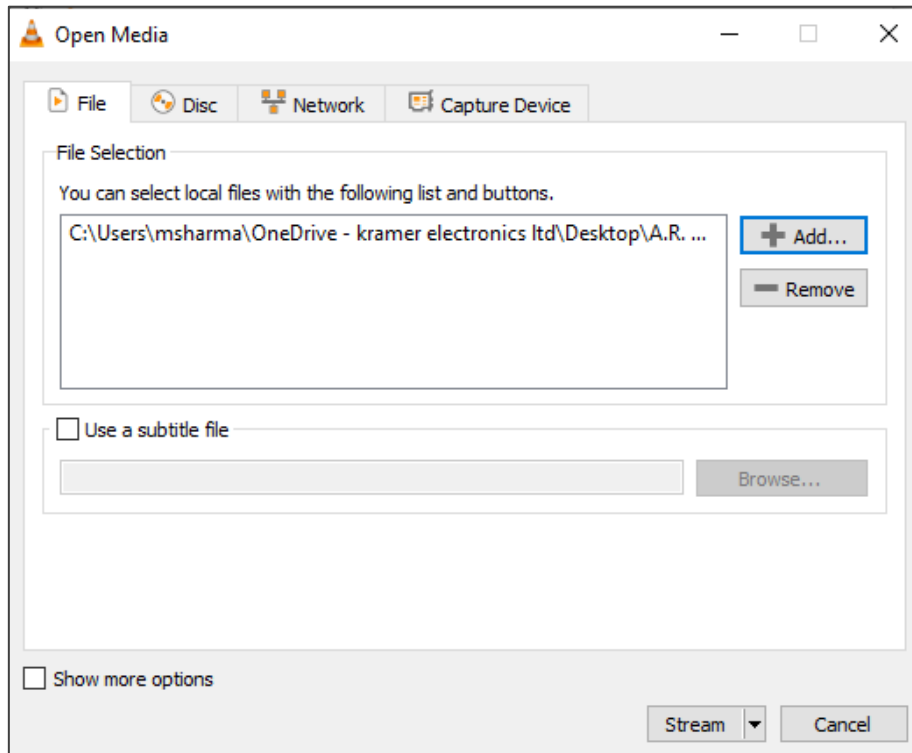 Open Media
File Disc Network Capture Device
File Selection
You can select local files with the following list and buttons.
C:\Users\msharma\OneDrive - kramer electronics ltd\Desktop\A.R. ...
Add...
Remove
Use a subtitle file
Browse...
Show more options
Stream Cancel